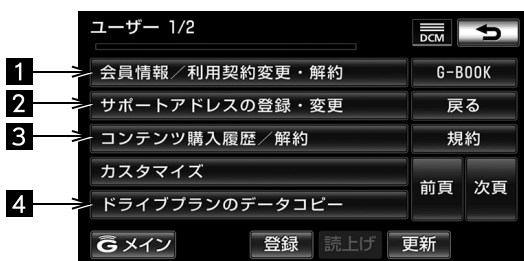 ユーザー 1/2
DCM
1 会員情報／利用契約変更・解約 G-BOOK
2 サポートアドレスの登録・変更 戻る
3 コンテンツ購入履歴／解約 規約
カスタマイズ 前頁 次頁
4 ドライブプランのデータコピー
G メイン 登録 読上げ 更新